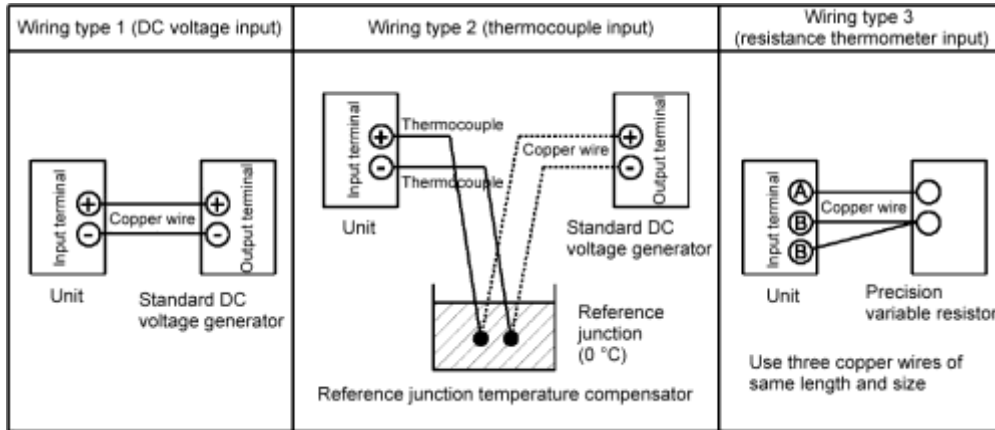 Wiring type 1 (DC voltage input)
Input terminal
+
-
Copper wire
+
-
Output terminal
Unit
Standard DC
voltage generator
Wiring type 2 (thermocouple input)
Input terminal
+
-
Thermocouple
Thermocouple
Copper wire
+
-
Output terminal
Unit
Standard DC
voltage generator
Reference
junction
(0 °C)
Reference junction temperature compensator
Wiring type 3
(resistance thermometer input)
Input terminal
A
B
B
Copper wire
Unit
Precision
variable resistor
Use three copper wires of
same length and size